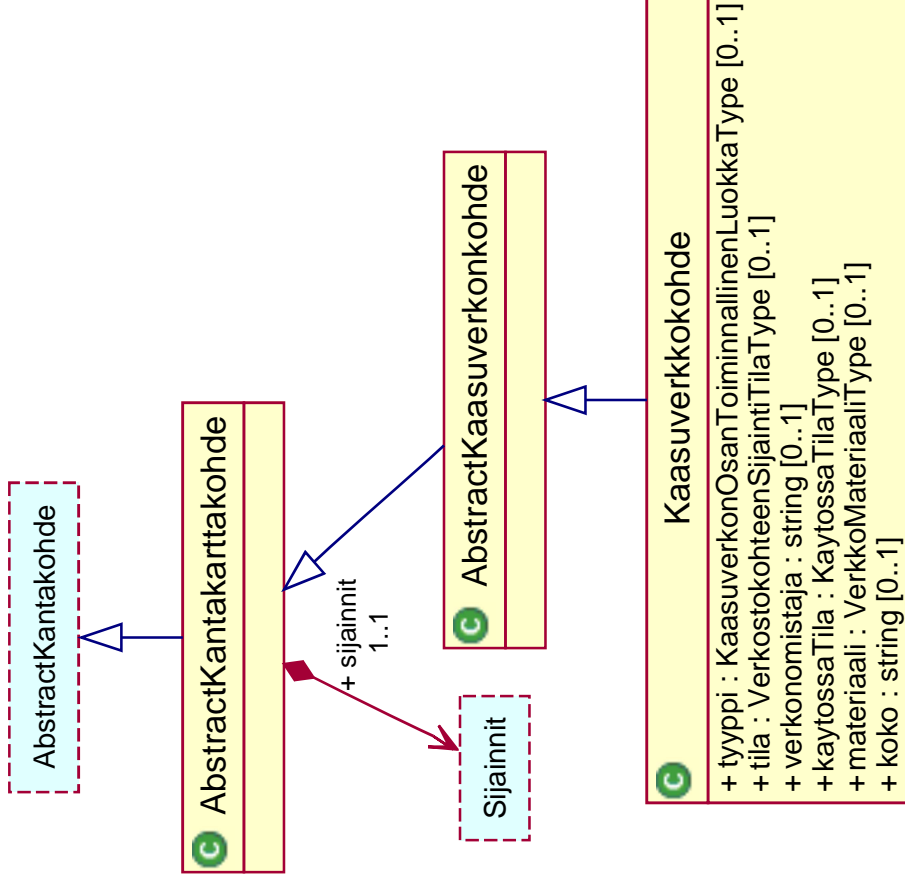 AbstractKantakohde
C AbstractKantakarttakohde
+ sijainnit
1..1
Sijainnit
C AbstractKaasuverkonkohde
C Kaasuverkkokohde
+ tyyppi : KaasuverkonOsanToiminnallinenLuokkaType [0..1]
+ tila : VerkostokohteenSijaintiTilaType [0..1]
+ verkonomistaja : string [0..1]
+ kaytossaTila : KaytossaTilaType [0..1]
+ materiaali : VerkkoMateriaaliType [0..1]
+ koko : string [0..1]